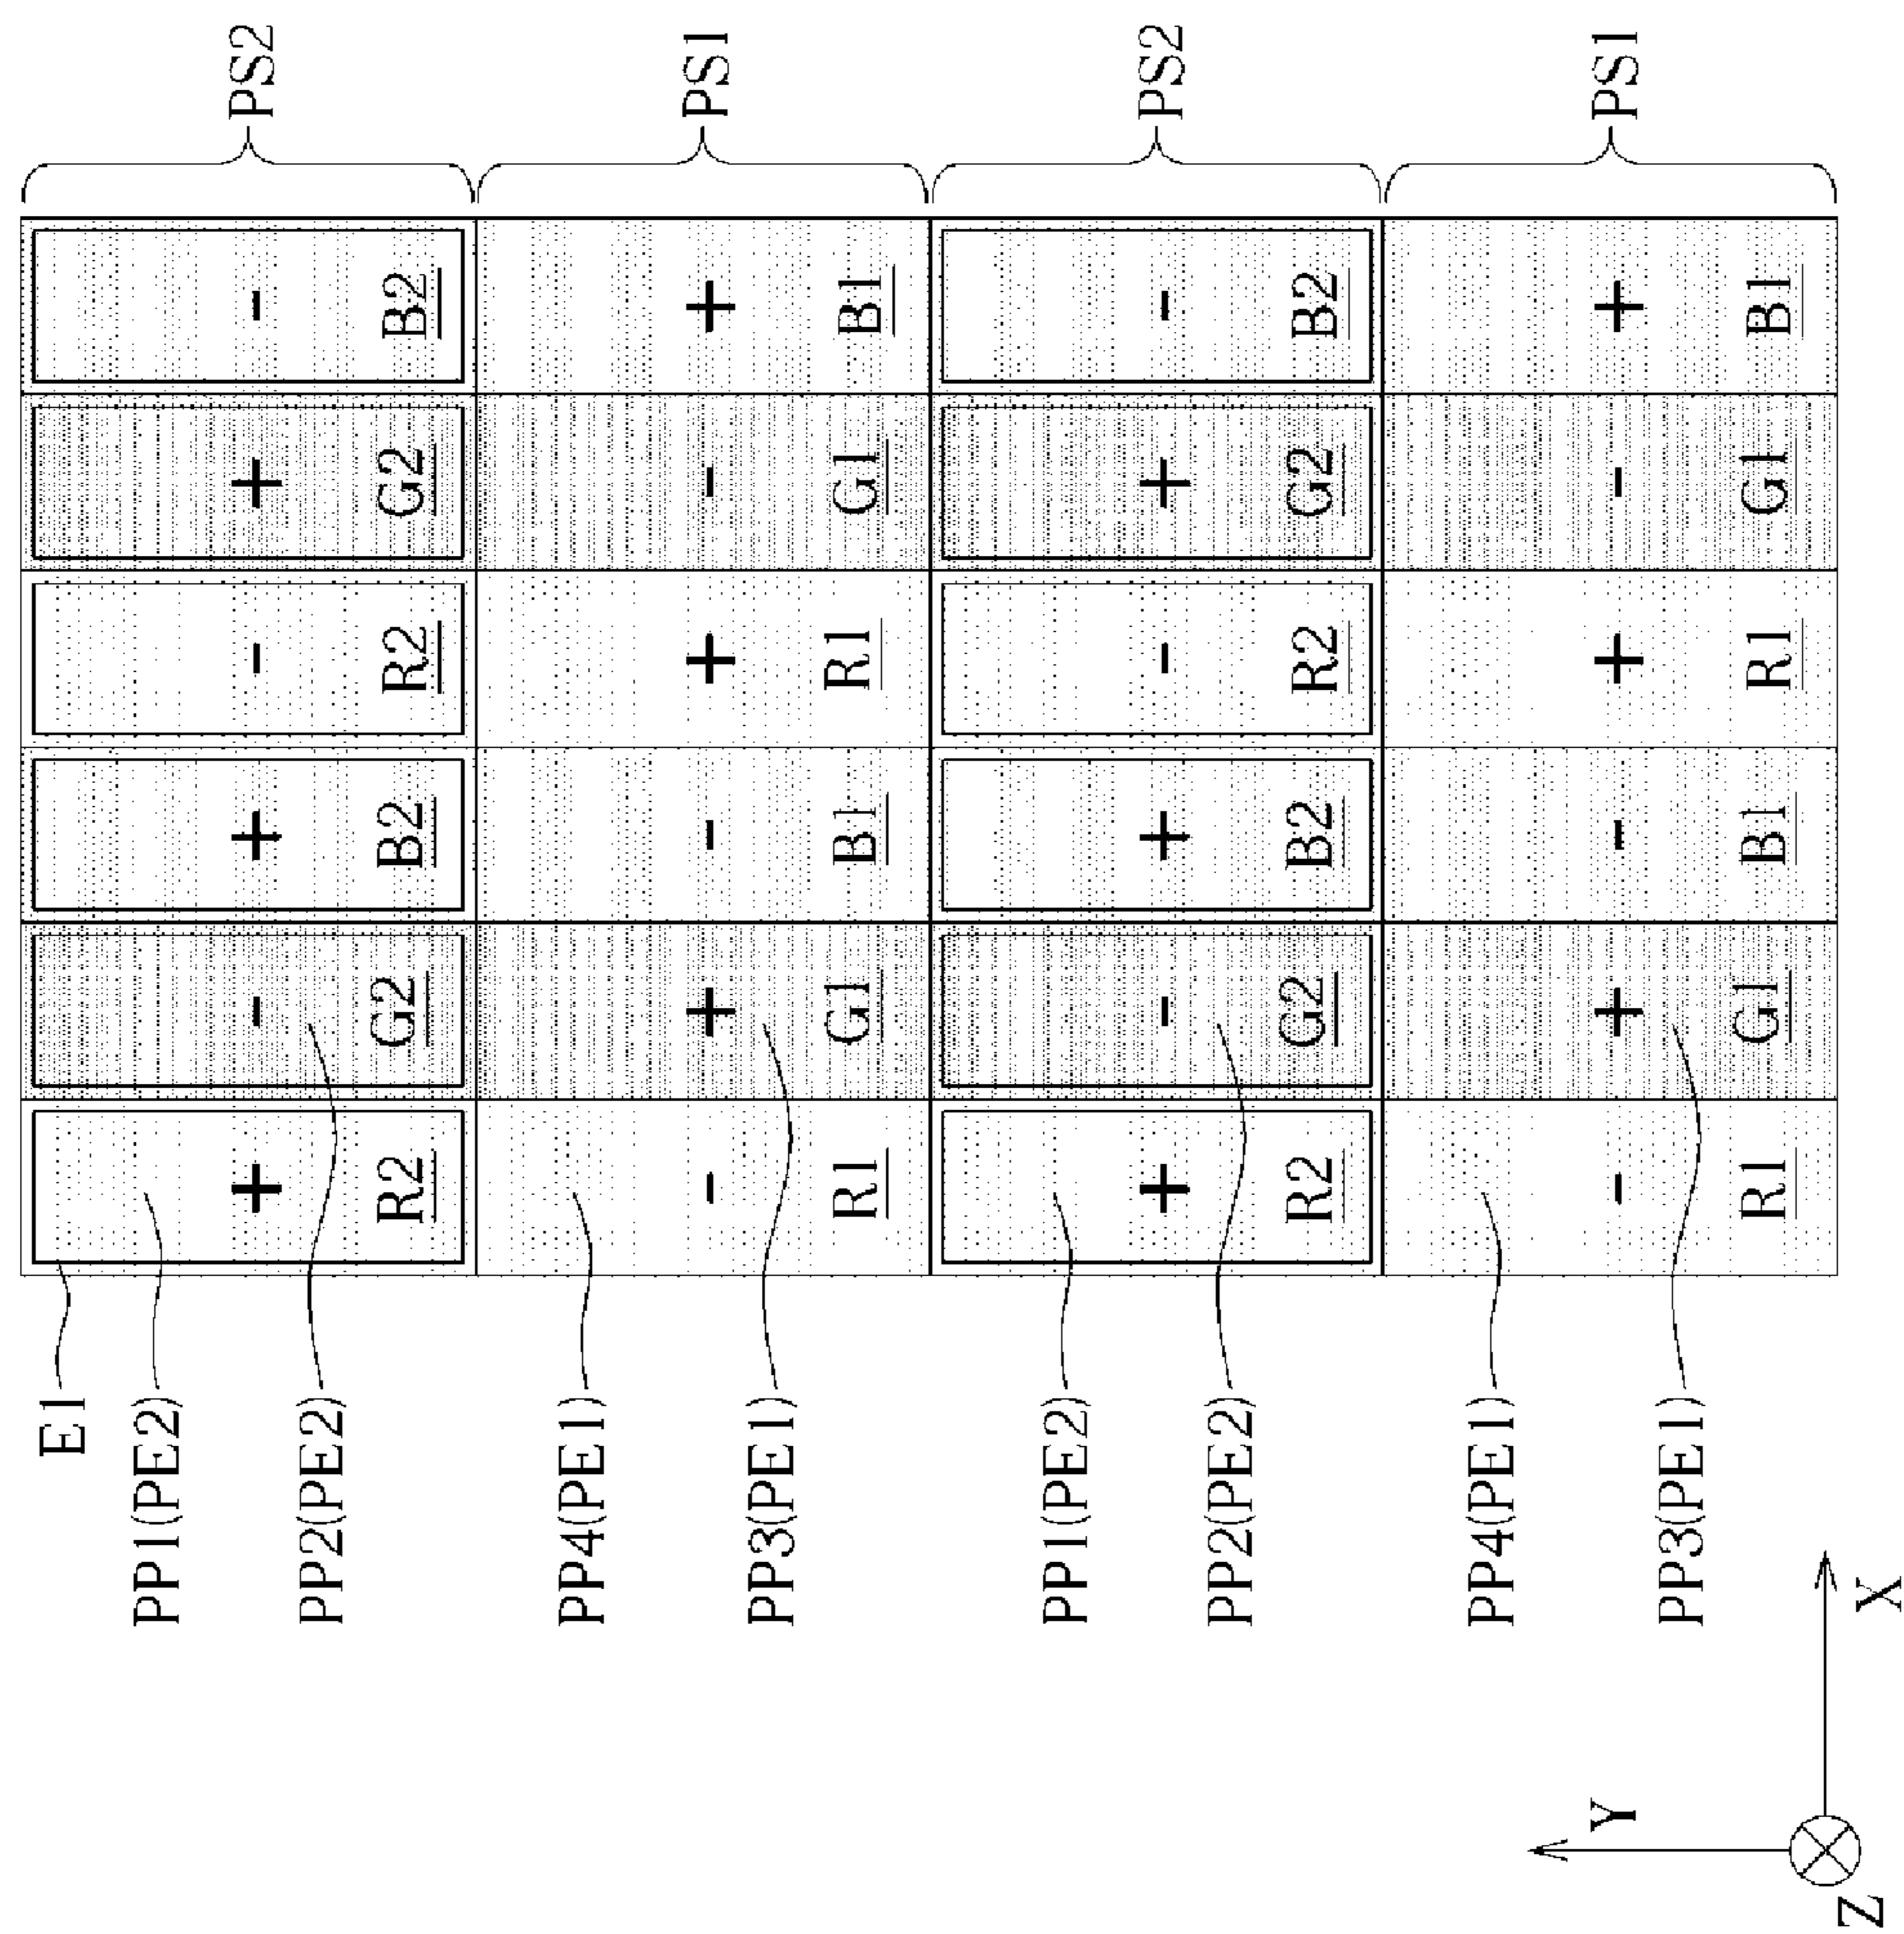 E1
PP1(PE2)
+ - + - + - PS2
PP2(PE2)
R2 G2 B2 R2 G2 B2
PP4(PE1)
- + - + - + PS1
PP3(PE1)
R1 G1 B1 R1 G1 B1
PP1(PE2)
+ - + - + - PS2
PP2(PE2)
R2 G2 B2 R2 G2 B2
PP4(PE1)
- + - + - + PS1
PP3(PE1)
R1 G1 B1 R1 G1 B1
Y
Z X